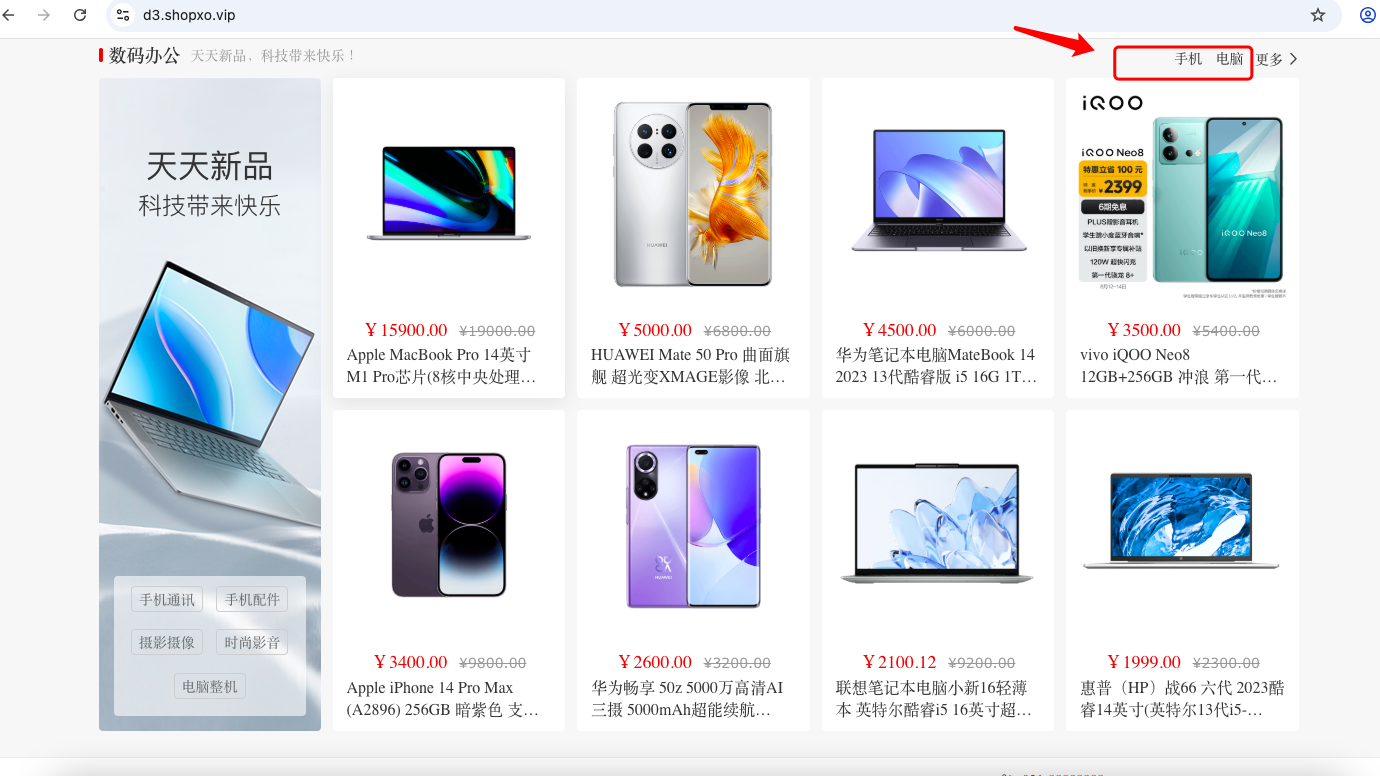 d3.shopxo.vip
数码办公 天天新品,科技带来快乐!
手机 电脑 更多
天天新品
科技带来快乐
手机通讯 手机配件
摄影摄像 时尚影音
电脑整机
HUAWEI
iQOO
iQOO Neo8
特惠立省 100 元
¥2399
6期免息
PLUS赠影音耳机
以旧换新享专属补贴
120W 超快闪充
第一代骁龙 8+
8月12-14日
iQOO Neo8
¥15900.00 ¥19000.00
Apple MacBook Pro 14英寸
M1 Pro芯片(8核中央处理…
¥5000.00 ¥6800.00
HUAWEI Mate 50 Pro 曲面旗
舰 超光变XMAGE影像 北…
¥4500.00 ¥6000.00
华为笔记本电脑MateBook 14
2023 13代酷睿版 i5 16G 1T…
¥3500.00 ¥5400.00
vivo iQOO Neo8
12GB+256GB 冲浪 第一代…
HUAWEI
¥3400.00 ¥9800.00
Apple iPhone 14 Pro Max
(A2896) 256GB 暗紫色 支…
¥2600.00 ¥3200.00
华为畅享 50z 5000万高清AI
三摄 5000mAh超能续航…
¥2100.12 ¥9200.00
联想笔记本电脑小新16轻薄
本 英特尔酷睿i5 16英寸超…
¥1999.00 ¥2300.00
惠普(HP)战66 六代 2023酷
睿14英寸(英特尔13代i5-…